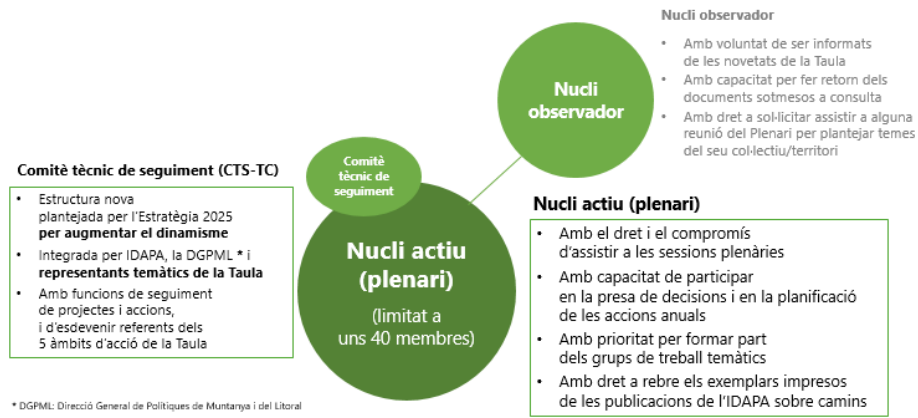 Nucli observador
• Amb voluntat de ser informats
de les novetats de la Taula
• Amb capacitat per fer retorn dels
documents sotmesos a consulta
• Amb dret a sol·licitar assistir a alguna
reunió del Plenari per plantejar temes
del seu col·lectiu/territori
Nucli
observador
Comitè
tècnic de
seguiment
Comitè tècnic de seguiment (CTS-TC)
• Estructura nova
plantejada per l'Estratègia 2025
per augmentar el dinamisme
• Integrada per IDAPA, la DGPML * i
representants temàtics de la Taula
• Amb funcions de seguiment
de projectes i accions,
i d'esdevenir referents dels
5 àmbits d'acció de la Taula
Nucli actiu
(plenari)
(limitat a
uns 40 membres)
Nucli actiu (plenari)
• Amb el dret i el compromís
d'assistir a les sessions plenàries
• Amb capacitat de participar
en la presa de decisions i en la planificació
de les accions anuals
• Amb prioritat per formar part
dels grups de treball temàtics
• Amb dret a rebre els exemplars impresos
de les publicacions de l'IDAPA sobre camins
* DGPML: Direcció General de Polítiques de Muntanya i del Litoral